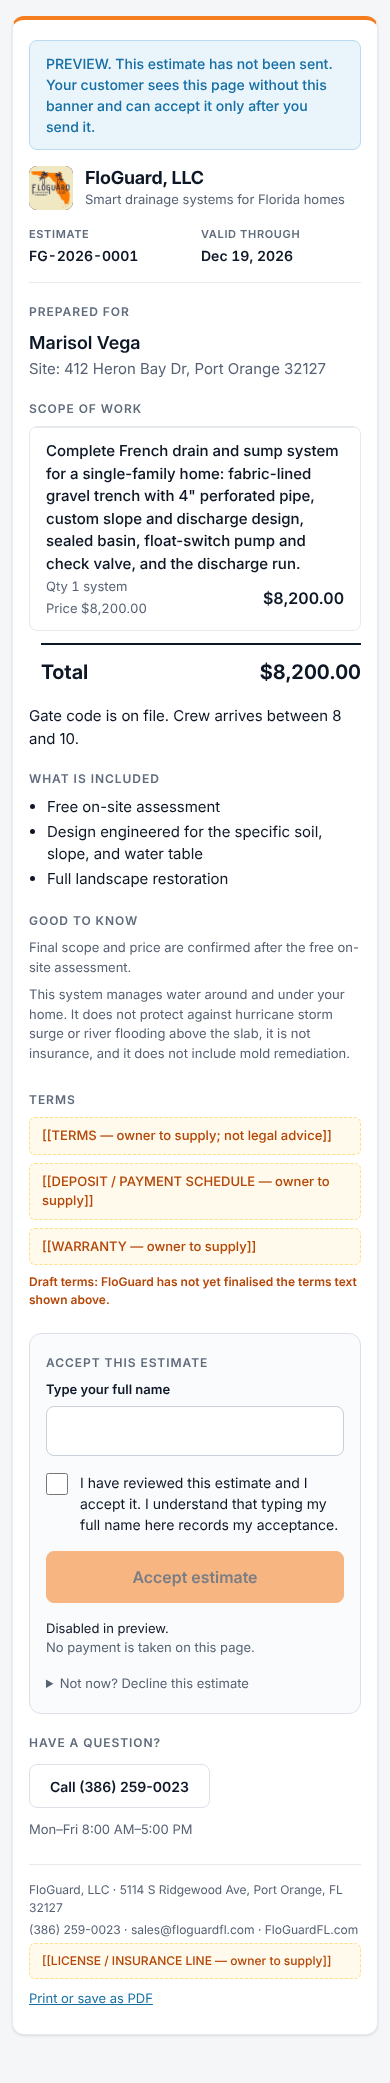 PREVIEW. This estimate has not been sent.
Your customer sees this page without this
banner and can accept it only after you
send it.
FLOGUARD
FloGuard, LLC
Smart drainage systems for Florida homes
ESTIMATE
VALID THROUGH
FG-2026-0001
Dec 19, 2026
PREPARED FOR
Marisol Vega
Site: 412 Heron Bay Dr, Port Orange 32127
SCOPE OF WORK
Complete French drain and sump system
for a single-family home: fabric-lined
gravel trench with 4" perforated pipe,
custom slope and discharge design,
sealed basin, float-switch pump and
check valve, and the discharge run.
Qty 1 system
Price $8,200.00
$8,200.00
Total
$8,200.00
Gate code is on file. Crew arrives between 8
and 10.
WHAT IS INCLUDED
• Free on-site assessment
• Design engineered for the specific soil,
slope, and water table
• Full landscape restoration
GOOD TO KNOW
Final scope and price are confirmed after the free on-
site assessment.
This system manages water around and under your
home. It does not protect against hurricane storm
surge or river flooding above the slab, it is not
insurance, and it does not include mold remediation.
TERMS
[[TERMS — owner to supply; not legal advice]]
[[DEPOSIT / PAYMENT SCHEDULE — owner to
supply]]
[[WARRANTY — owner to supply]]
Draft terms: FloGuard has not yet finalised the terms text
shown above.
ACCEPT THIS ESTIMATE
Type your full name
I have reviewed this estimate and I
accept it. I understand that typing my
full name here records my acceptance.
Accept estimate
Disabled in preview.
No payment is taken on this page.
▶ Not now? Decline this estimate
HAVE A QUESTION?
Call (386) 259-0023
Mon–Fri 8:00 AM–5:00 PM
FloGuard, LLC · 5114 S Ridgewood Ave, Port Orange, FL
32127
(386) 259-0023 · sales@floguardfl.com · FloGuardFL.com
[[LICENSE / INSURANCE LINE — owner to supply]]
Print or save as PDF